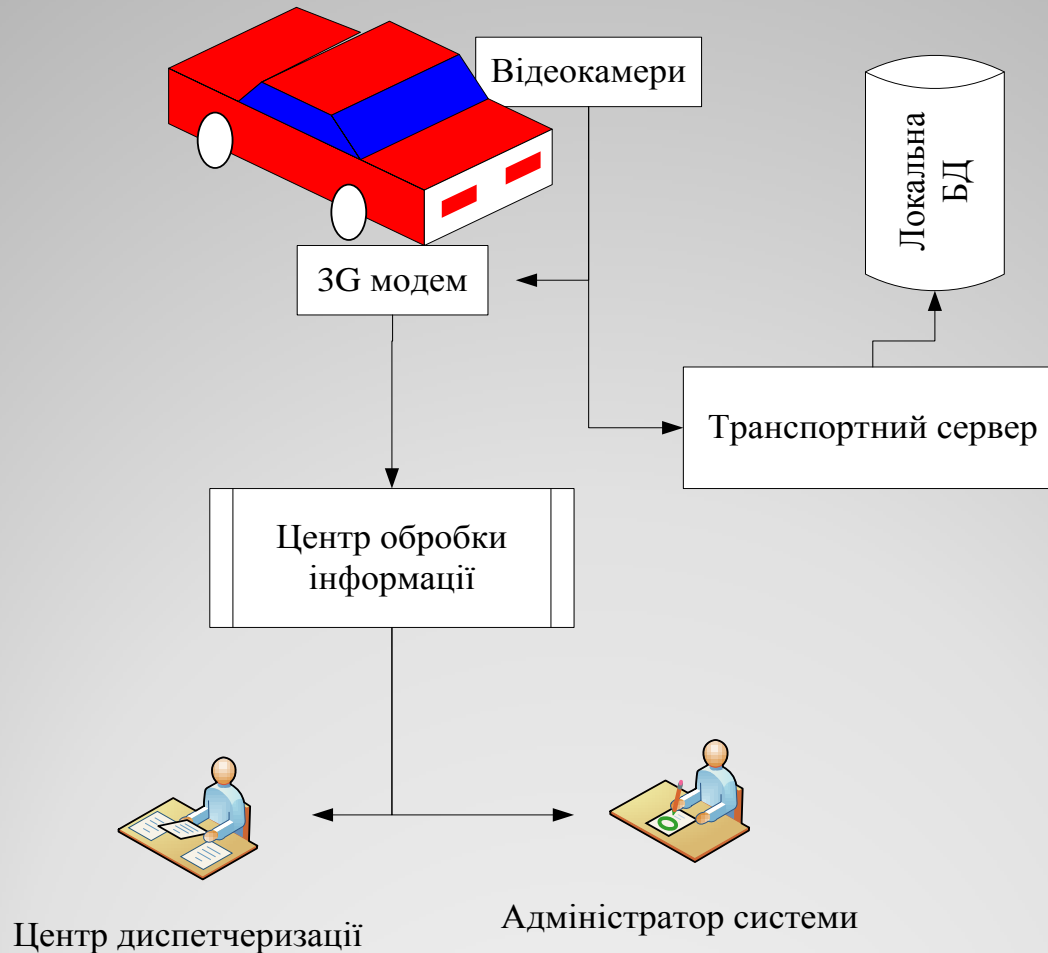 Відеокамери
Локальна
БД
3G модем
Транспортний сервер
Центр обробки
інформації
Центр диспетчеризації
Адміністратор системи